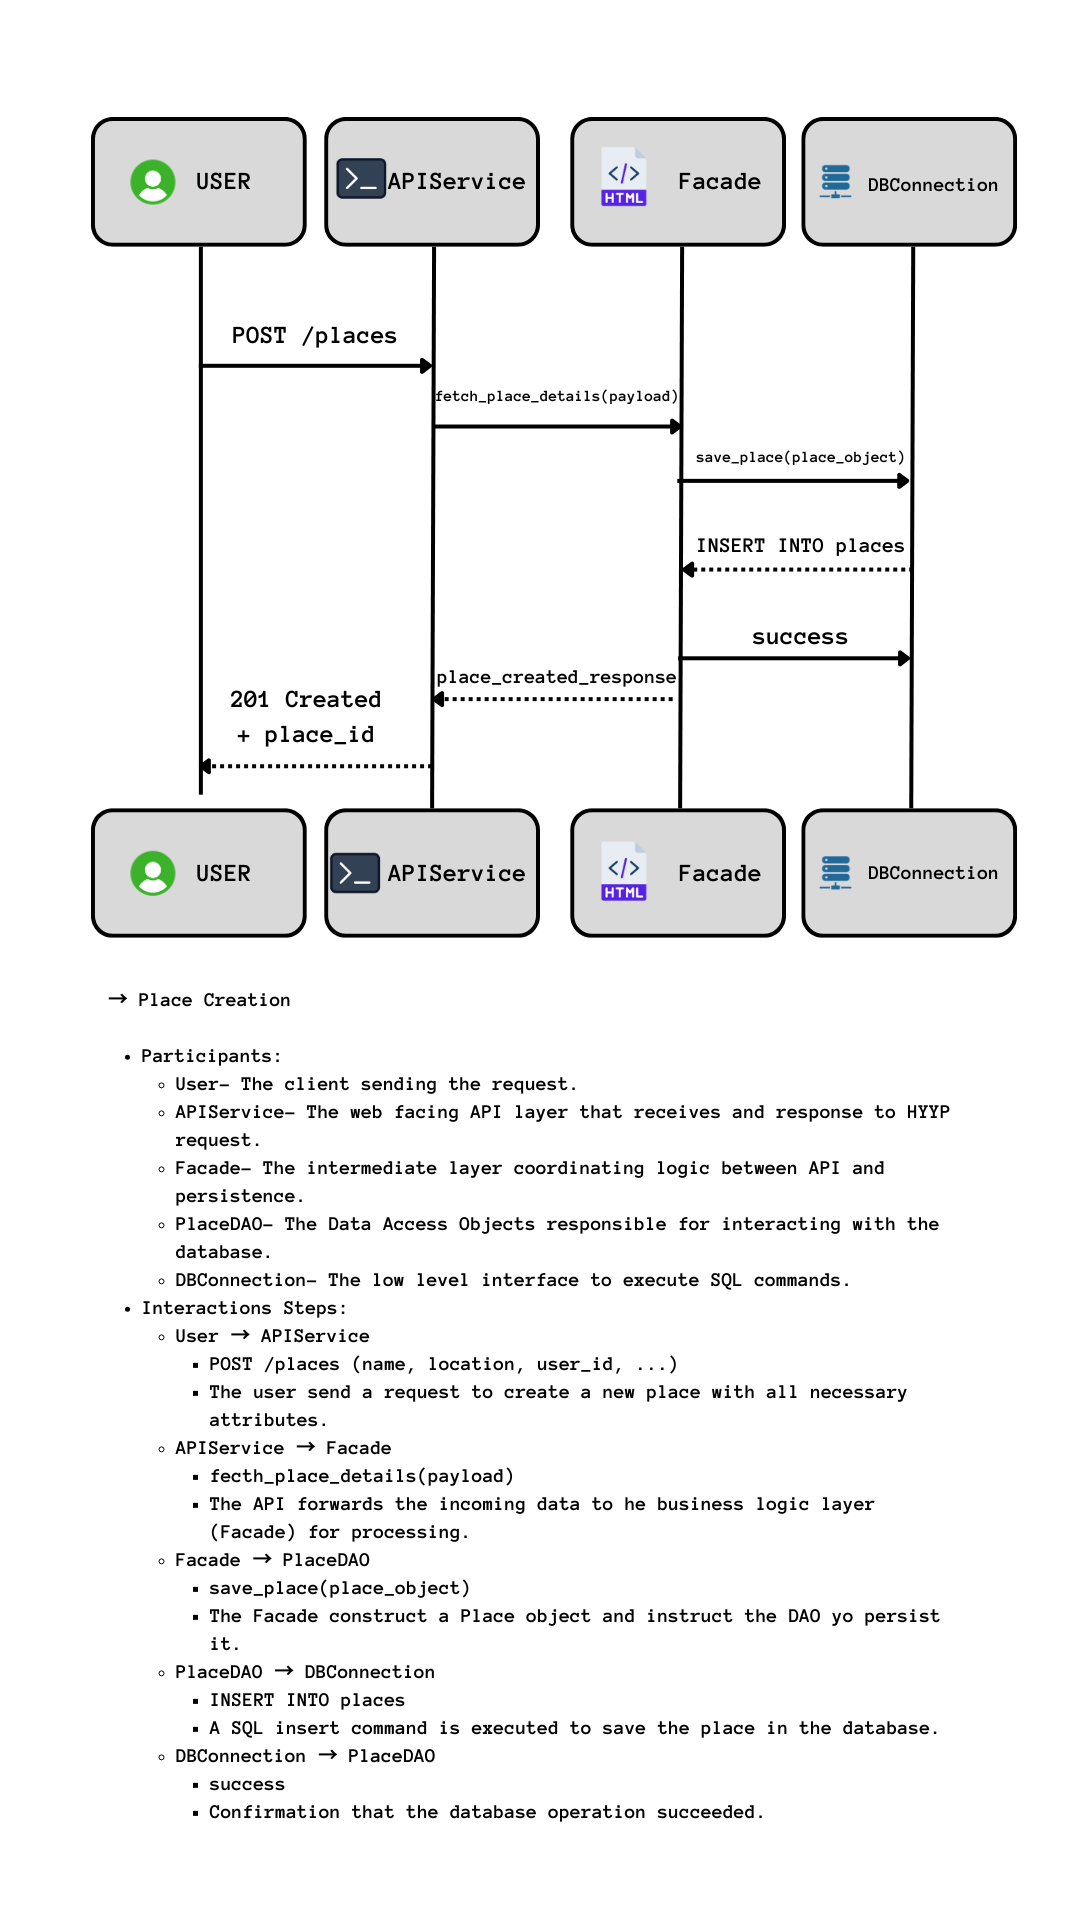 USER
APIService
HTML
Facade
DBConnection
POST /places
fetch_place_details(payload)
save_place(place_object)
INSERT INTO places
success
place_created_response
201 Created
+ place_id
USER
APIService
HTML
Facade
DBConnection
→ Place Creation
• Participants:
◦ User- The client sending the request.
◦ APIService- The web facing API layer that receives and response to HYYP
request.
◦ Facade- The intermediate layer coordinating logic between API and
persistence.
◦ PlaceDAO- The Data Access Objects responsible for interacting with the
database.
◦ DBConnection- The low level interface to execute SQL commands.
• Interactions Steps:
◦ User → APIService
▪ POST /places (name, location, user_id, ...)
▪ The user send a request to create a new place with all necessary
attributes.
◦ APIService → Facade
▪ fecth_place_details(payload)
▪ The API forwards the incoming data to he business logic layer
(Facade) for processing.
◦ Facade → PlaceDAO
▪ save_place(place_object)
▪ The Facade construct a Place object and instruct the DAO yo persist
it.
◦ PlaceDAO → DBConnection
▪ INSERT INTO places
▪ A SQL insert command is executed to save the place in the database.
◦ DBConnection → PlaceDAO
▪ success
▪ Confirmation that the database operation succeeded.